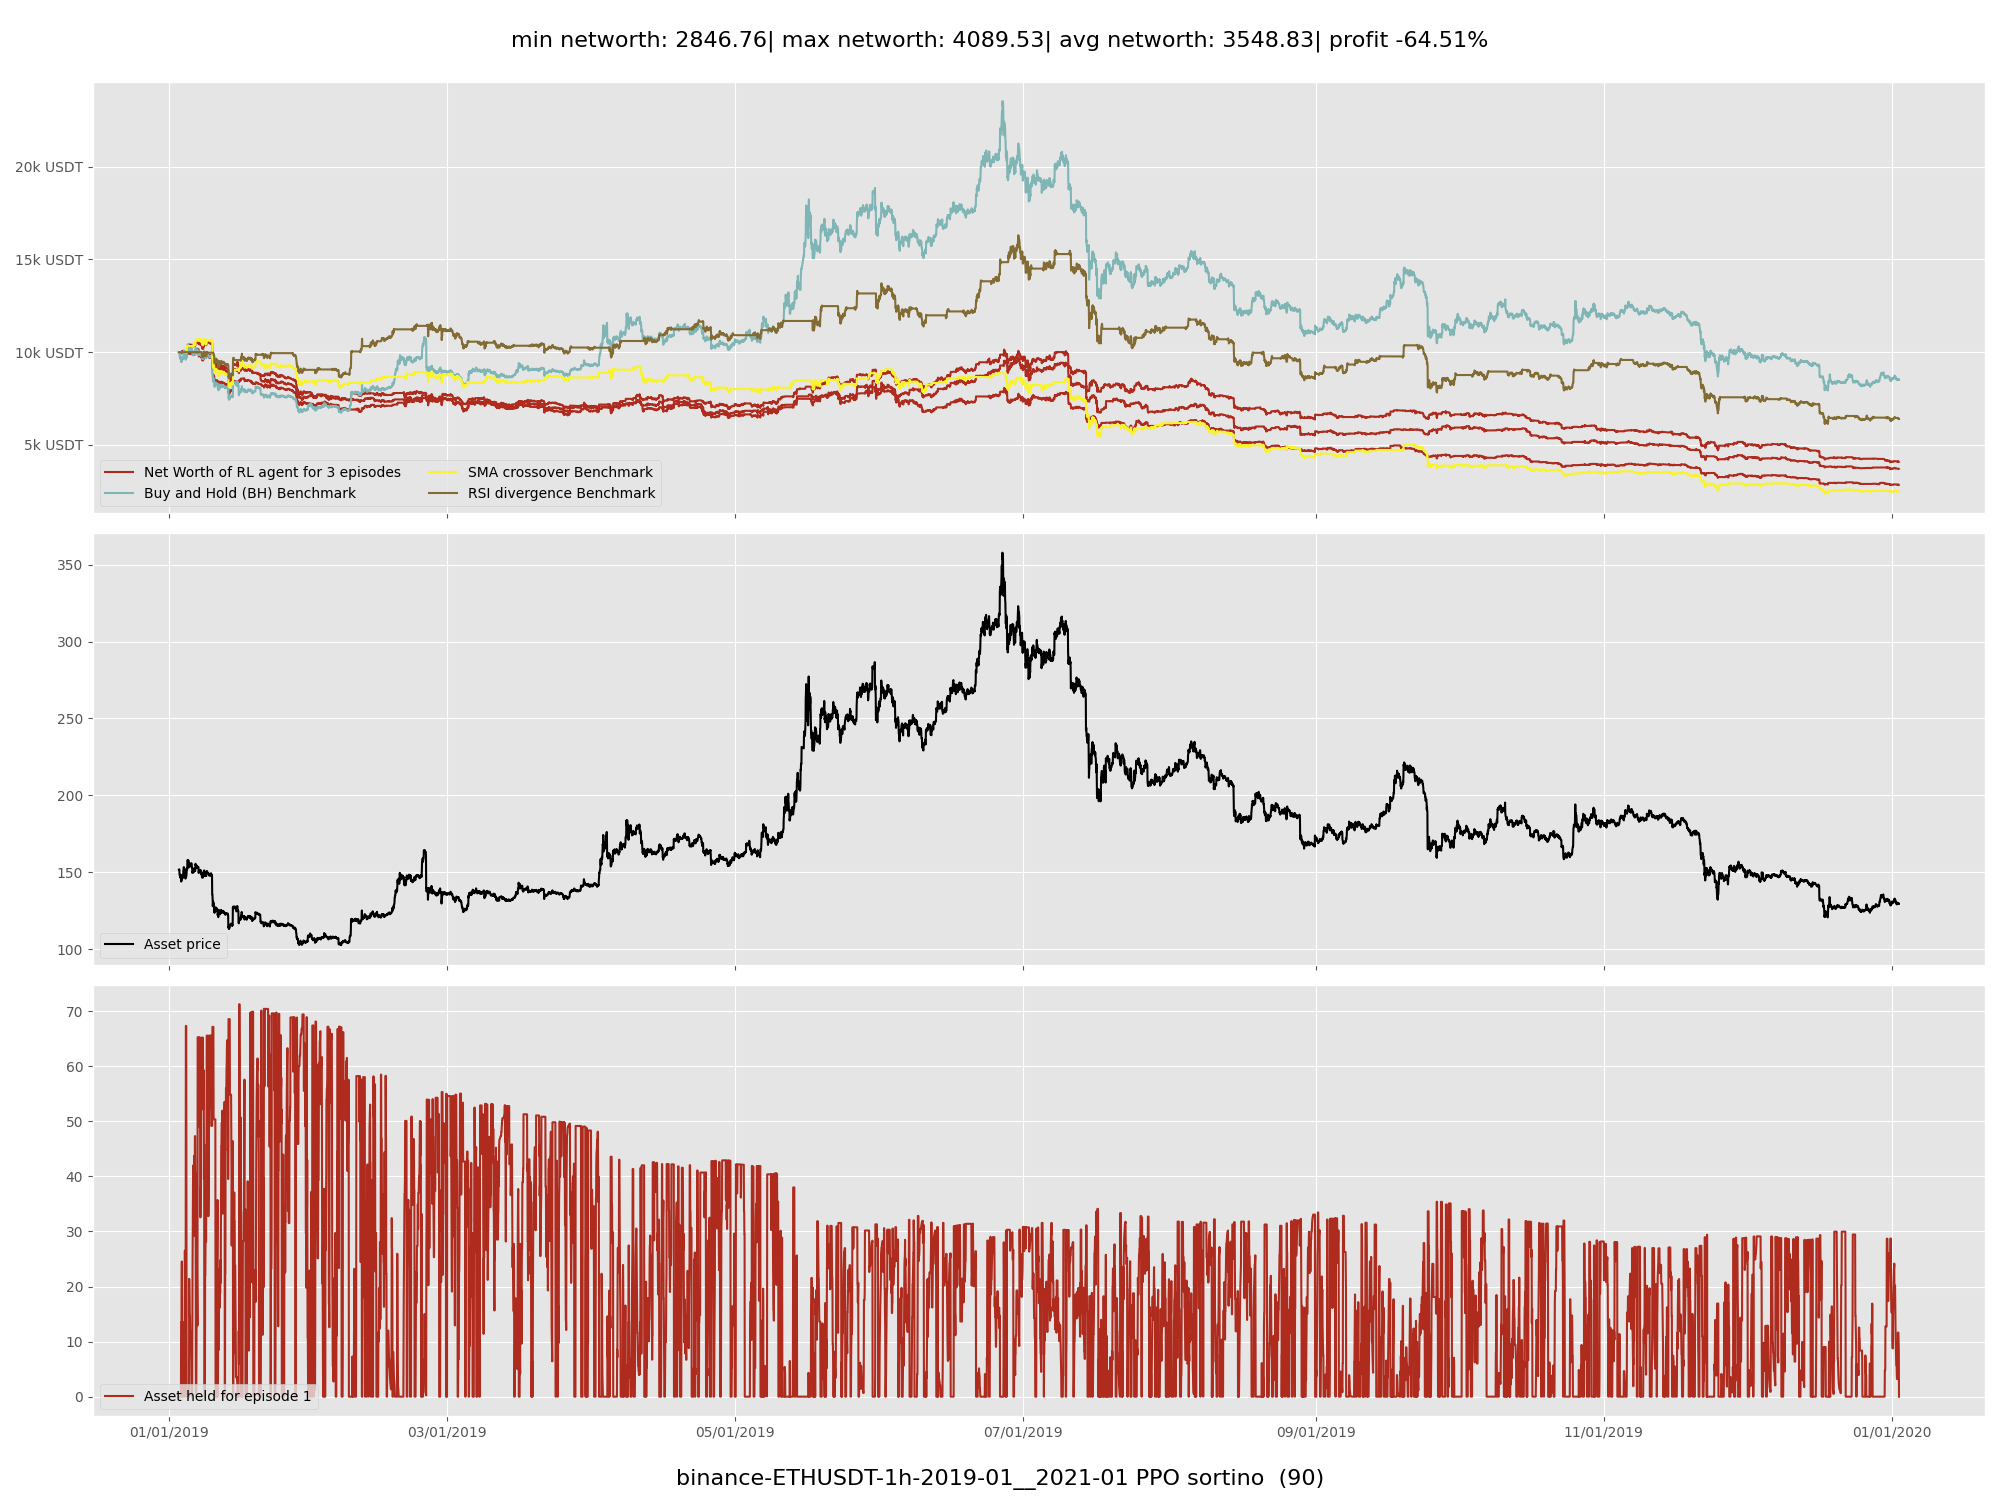 min networth: 2846.76| max networth: 4089.53| avg networth: 3548.83| profit -64.51%
20k USDT
15k USDT
10k USDT
5k USDT
Net Worth of RL agent for 3 episodes
Buy and Hold (BH) Benchmark
SMA crossover Benchmark
RSI divergence Benchmark
350
300
250
200
150
100
Asset price
70
60
50
40
30
20
10
0
Asset held for episode 1
01/01/2019 03/01/2019 05/01/2019 07/01/2019 09/01/2019 11/01/2019 01/01/2020
binance-ETHUSDT-1h-2019-01__2021-01 PPO sortino  (90)